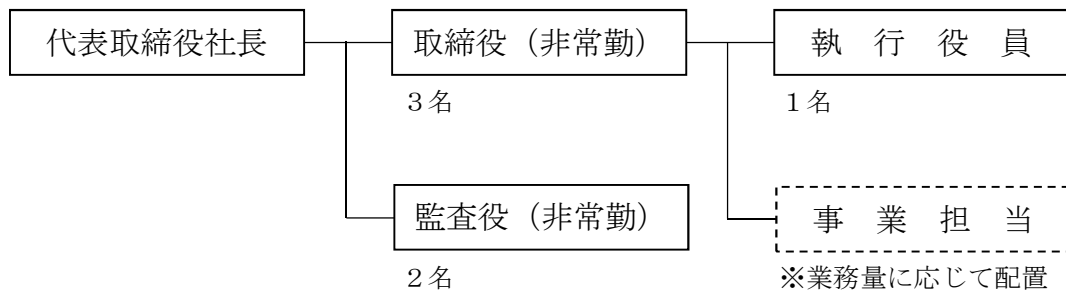 代表取締役社長
取締役（非常勤）
執行役員
３名
１名
監査役（非常勤）
事業担当
２名
※業務量に応じて配置